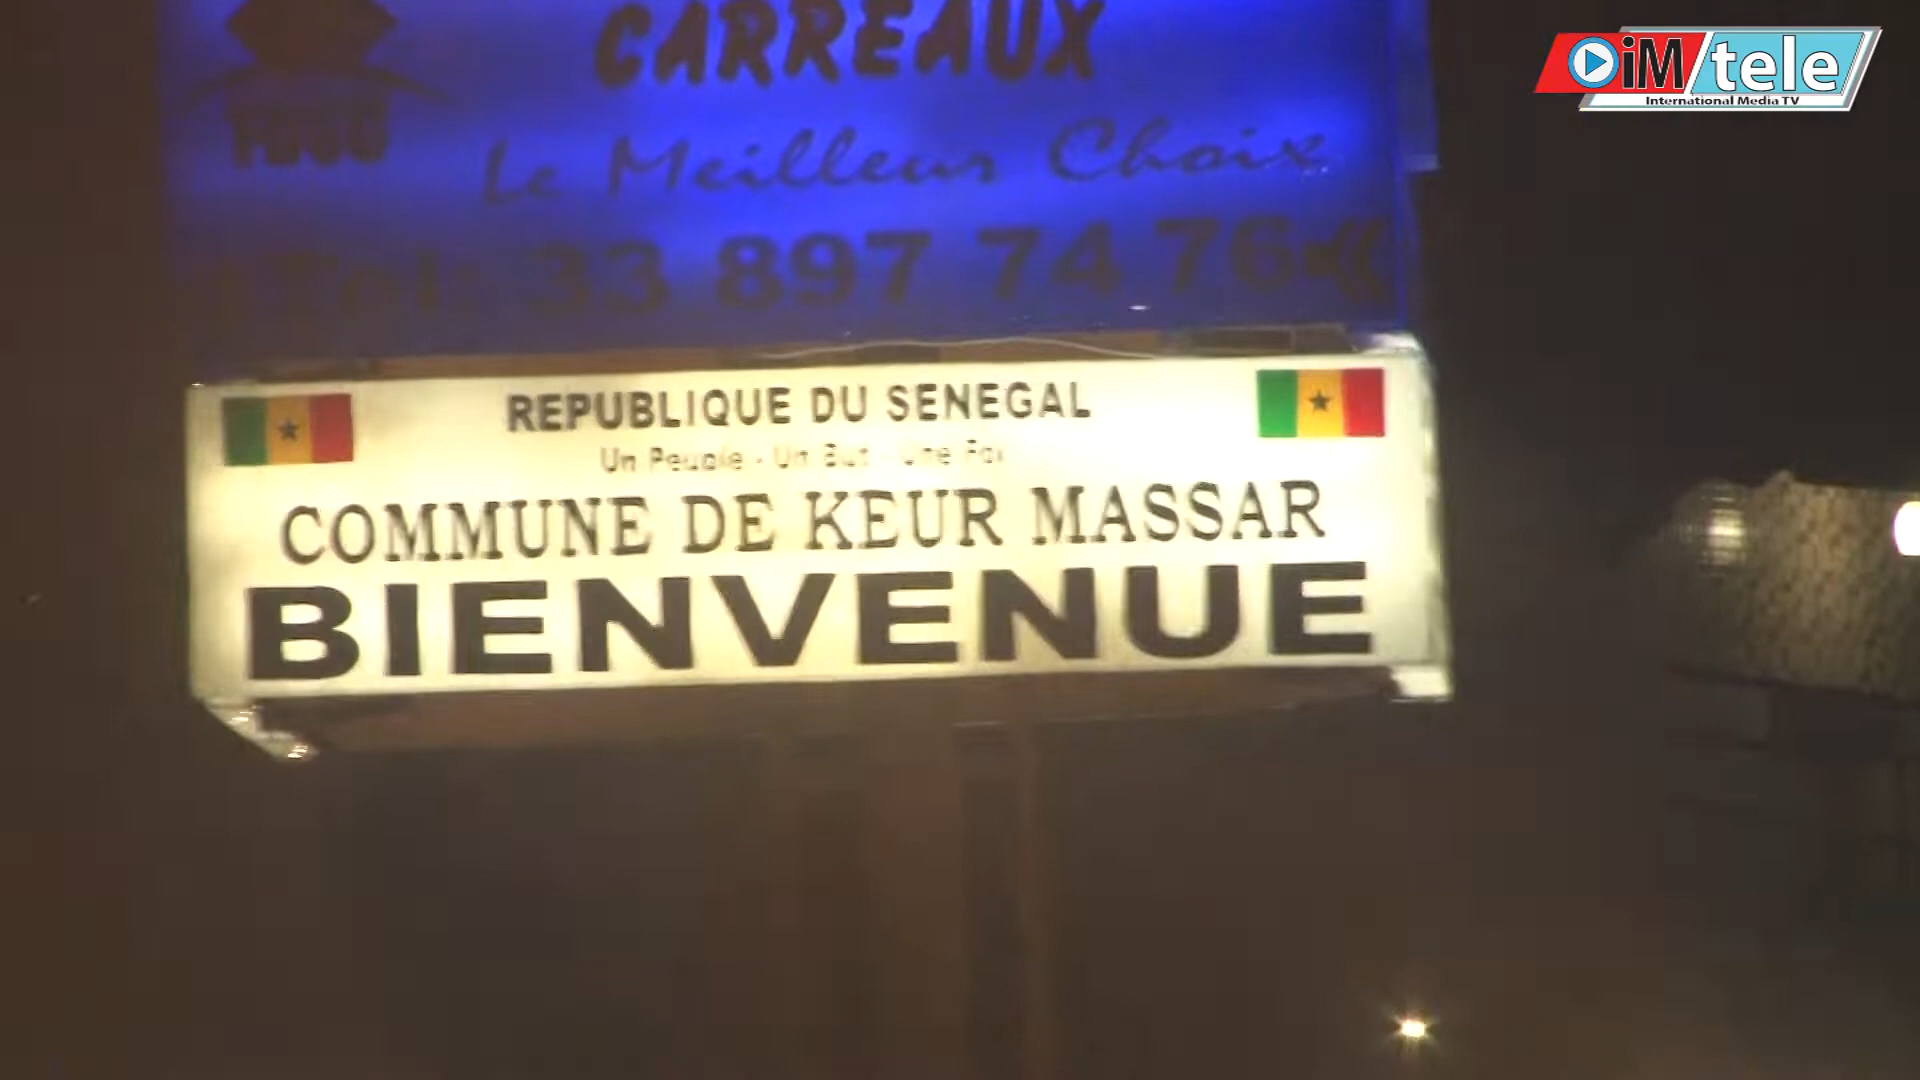 CARREAUX
Le Meilleur Choix
Tel: 33 897 74 76
REPUBLIQUE DU SENEGAL
Un Peuple - Un But - Une Foi
COMMUNE DE KEUR MASSAR
BIENVENUE
iM/tele
International Media TV